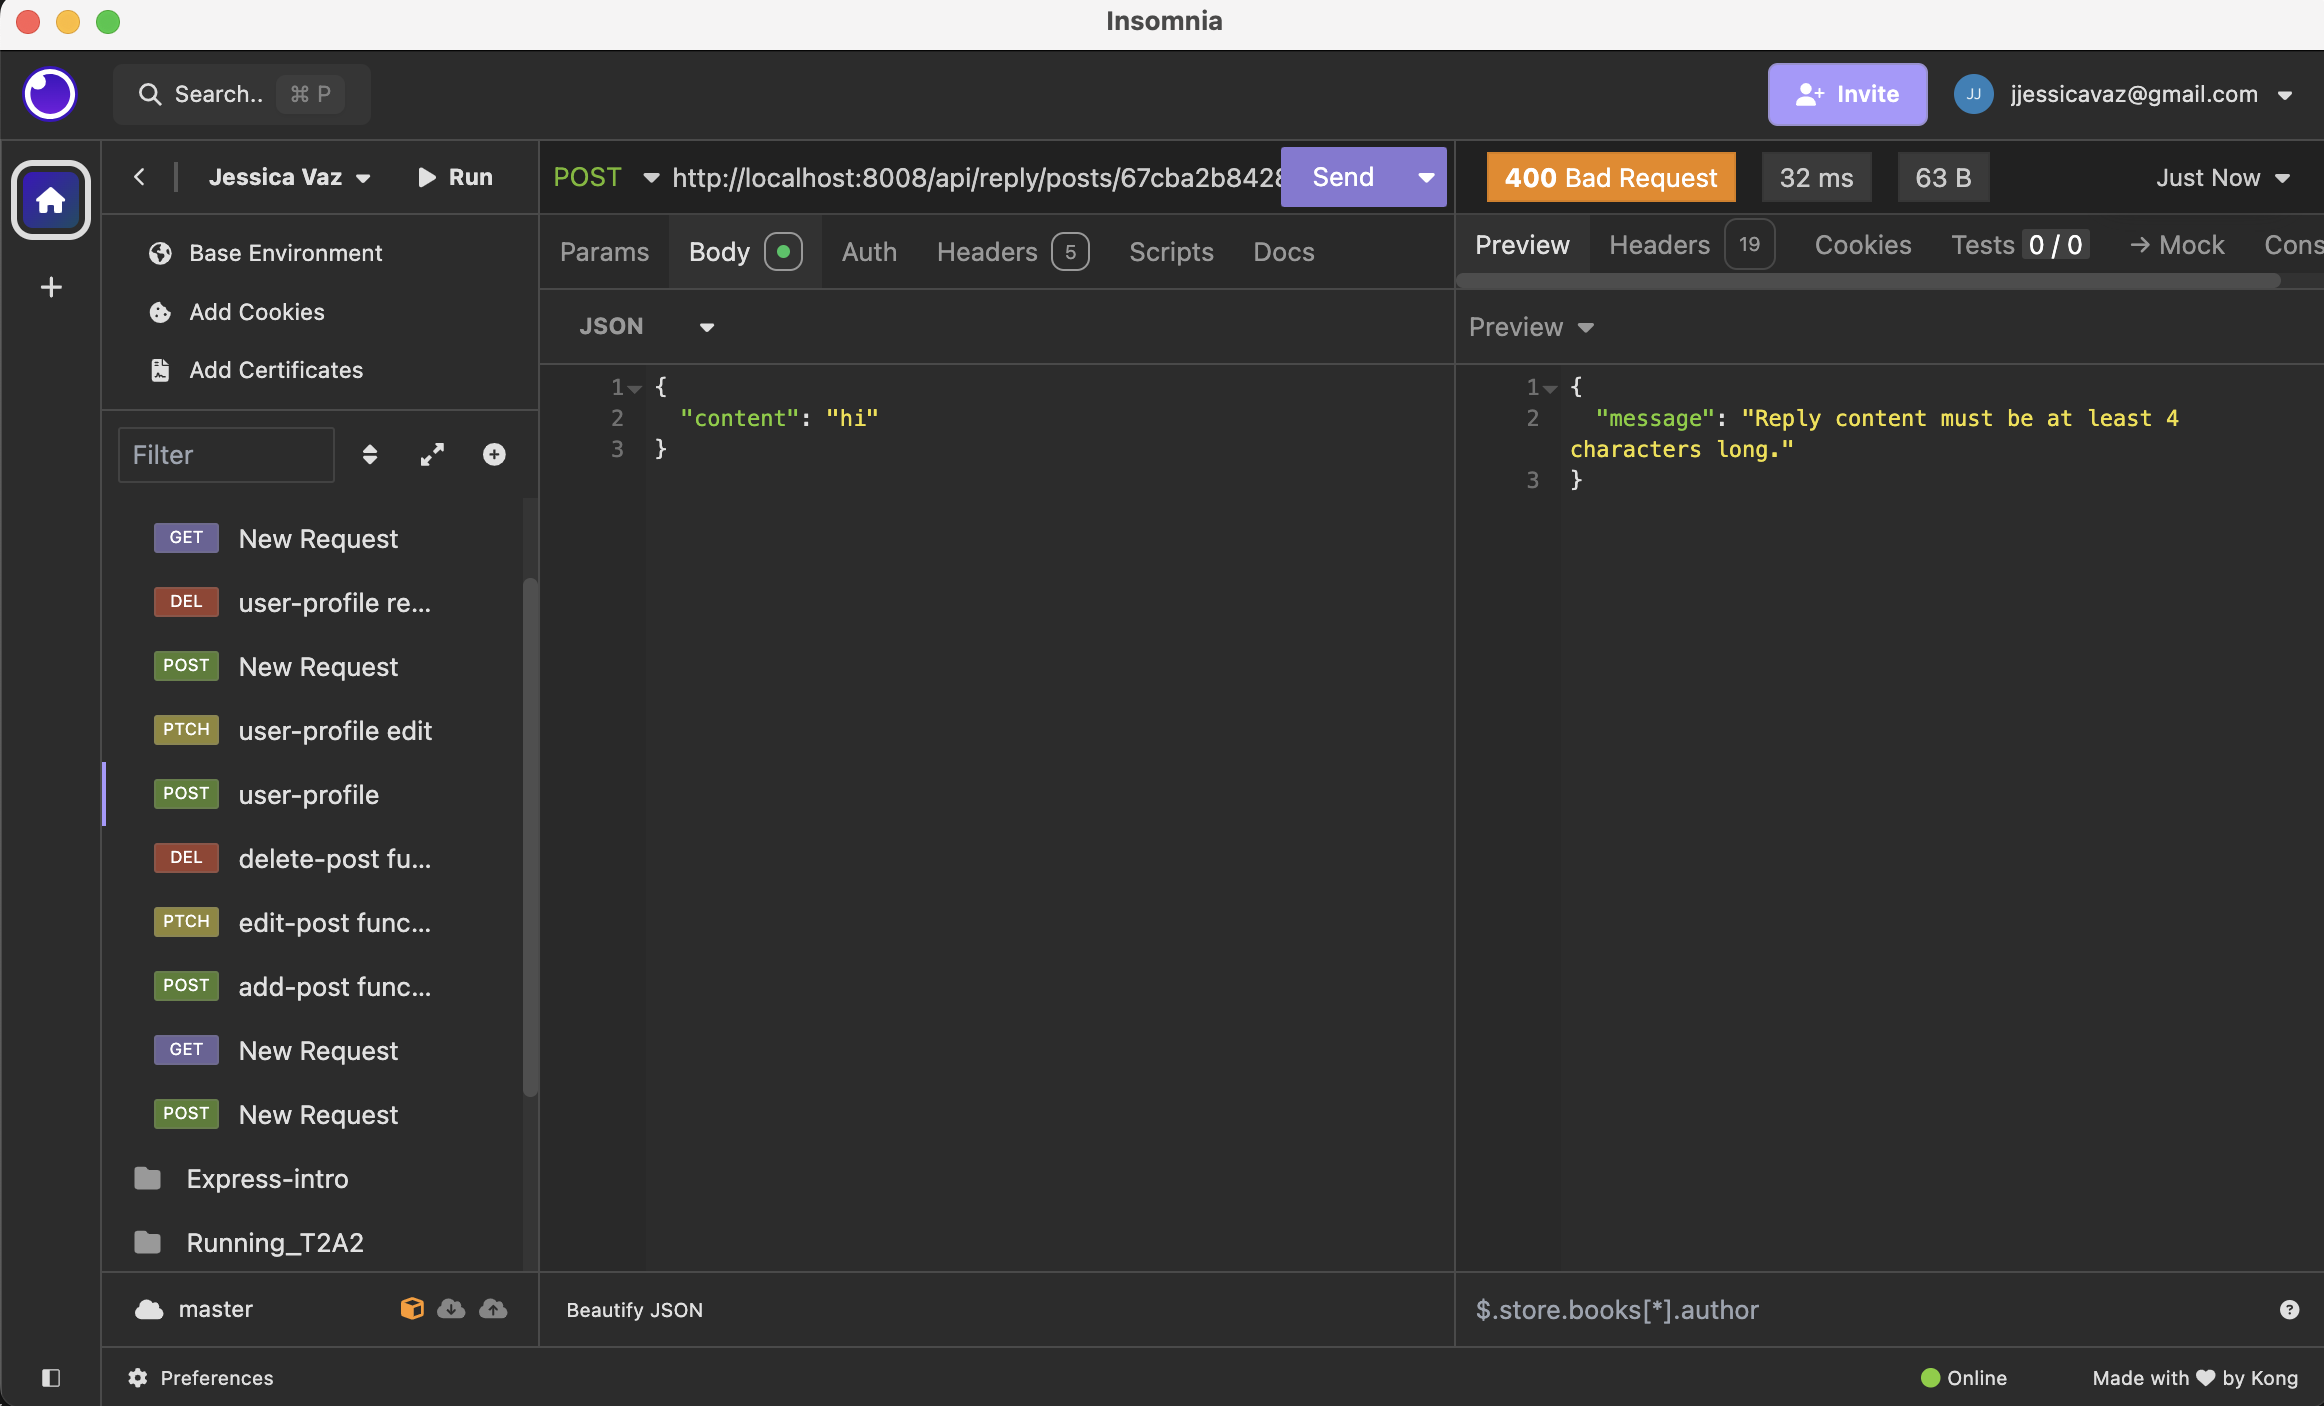 Insomnia
Search.. ⌘ P
Invite
JJ jjessicavaz@gmail.com
Jessica Vaz
Run
POST http://localhost:8008/api/reply/posts/67cba2b8428
Send
400 Bad Request
32 ms
63 B
Just Now
Base Environment
Add Cookies
Add Certificates
Params
Body
Auth
Headers 5
Scripts
Docs
Preview
Headers 19
Cookies
Tests 0 / 0
→ Mock
Cons
JSON
Preview
1 {
2 "content": "hi"
3 }
1 {
2 "message": "Reply content must be at least 4
characters long."
3 }
Filter
GET New Request
DEL user-profile re...
POST New Request
PTCH user-profile edit
POST user-profile
DEL delete-post fu...
PTCH edit-post func...
POST add-post func...
GET New Request
POST New Request
Express-intro
Running_T2A2
master
Beautify JSON
$.store.books[*].author
?
Preferences
Online
Made with ♥ by Kong